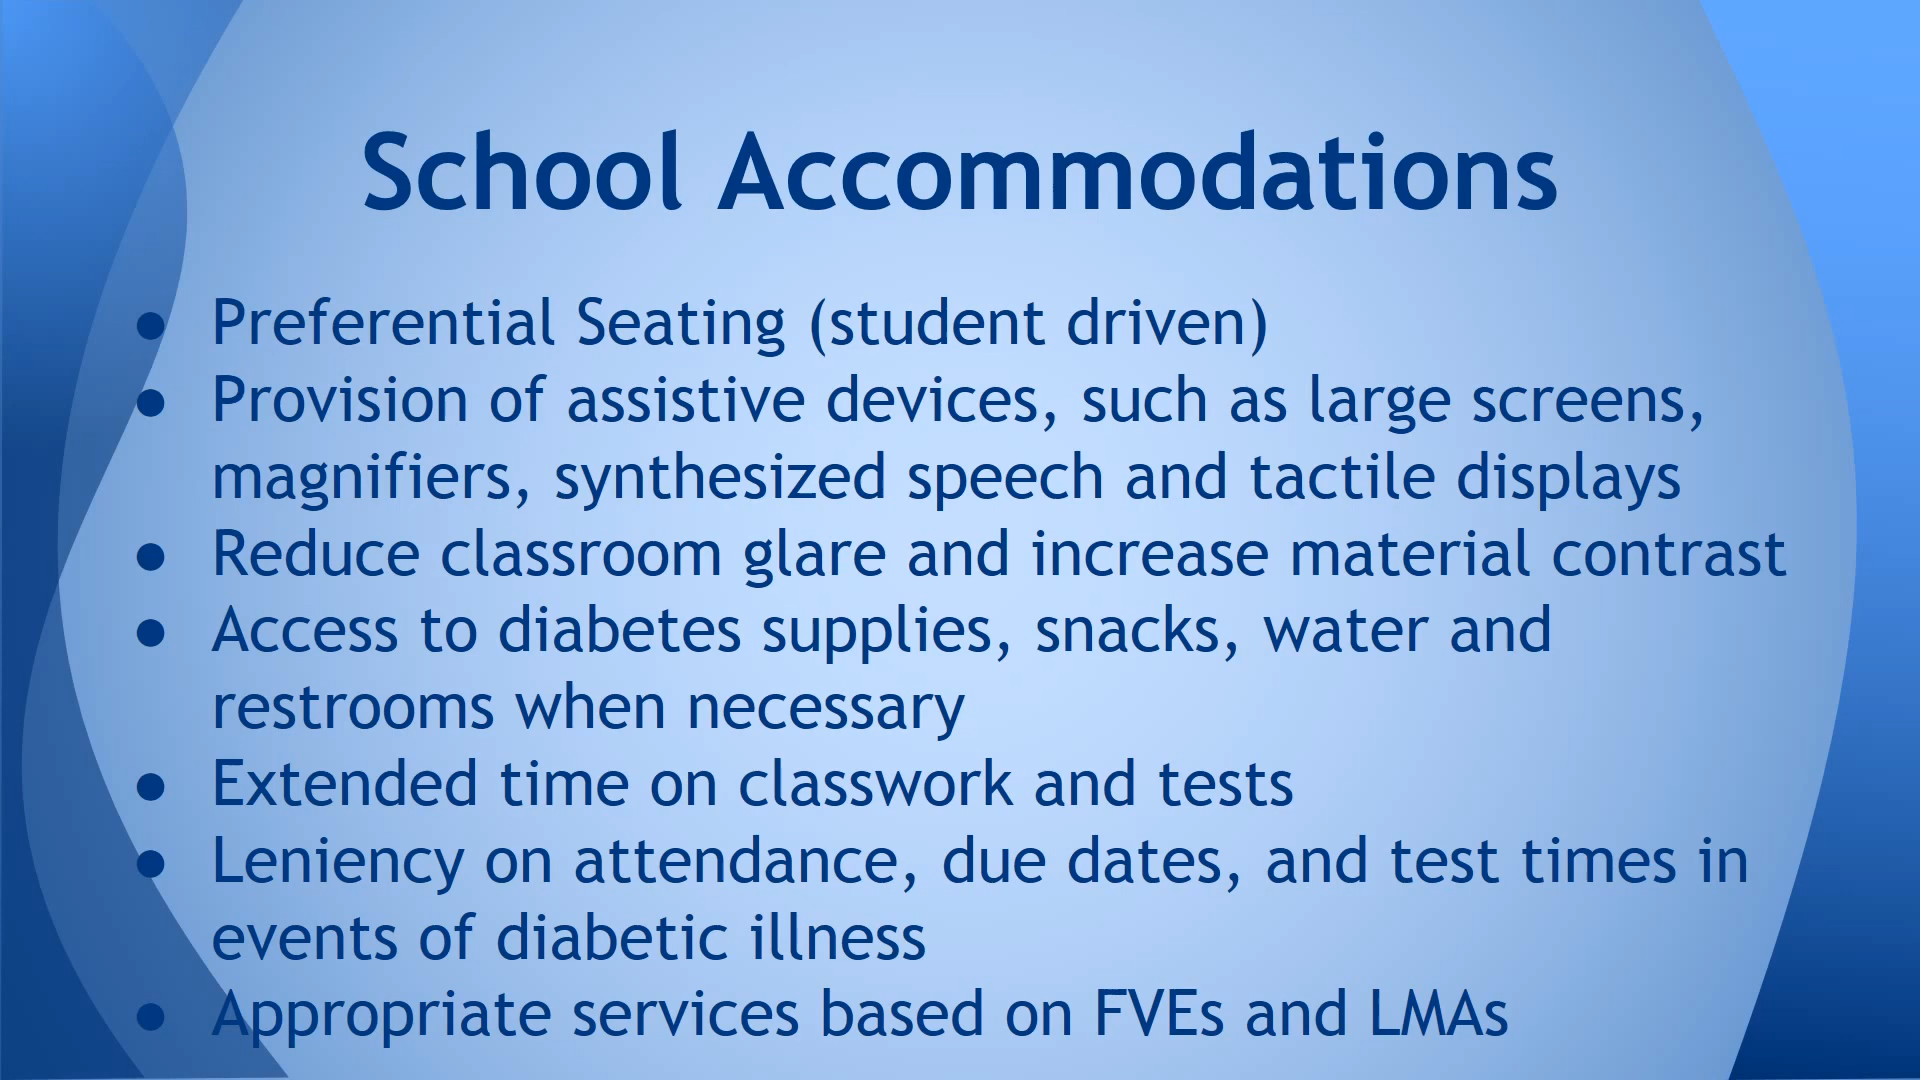 School Accommodations
● Preferential Seating (student driven)
● Provision of assistive devices, such as large screens,
magnifiers, synthesized speech and tactile displays
● Reduce classroom glare and increase material contrast
● Access to diabetes supplies, snacks, water and
restrooms when necessary
● Extended time on classwork and tests
● Leniency on attendance, due dates, and test times in
events of diabetic illness
● Appropriate services based on FVEs and LMAs